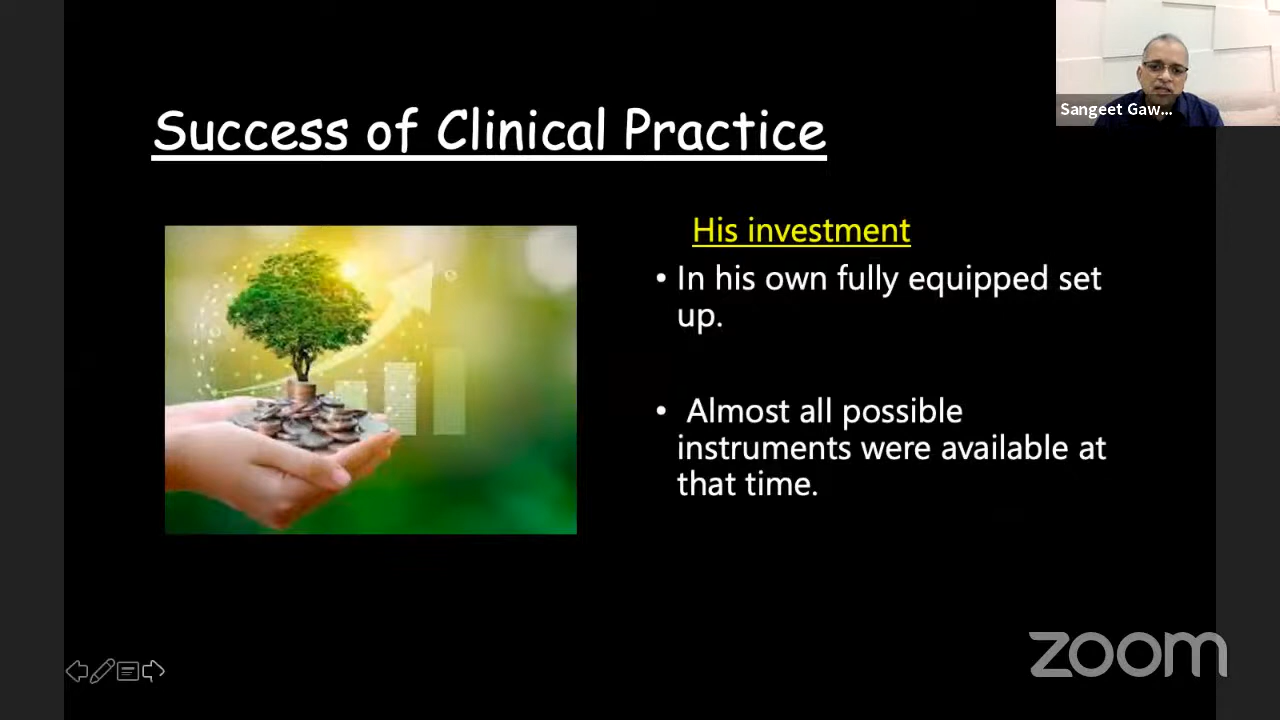 Sangeet Gaw...
Success of Clinical Practice
His investment
• In his own fully equipped set
up.
• Almost all possible
instruments were available at
that time.
zoom